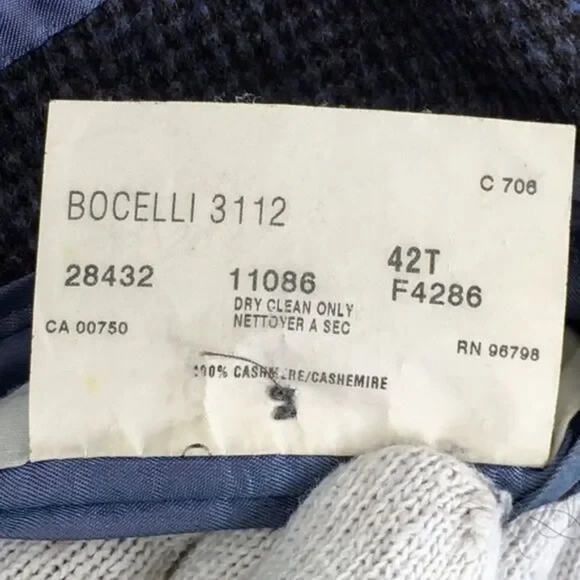 C 706
BOCELLI 3112
42T
28432 11086 F4286
DRY CLEAN ONLY
NETTOYER A SEC
CA 00750
RN 96798
100% CASHMERE/CASHEMIRE